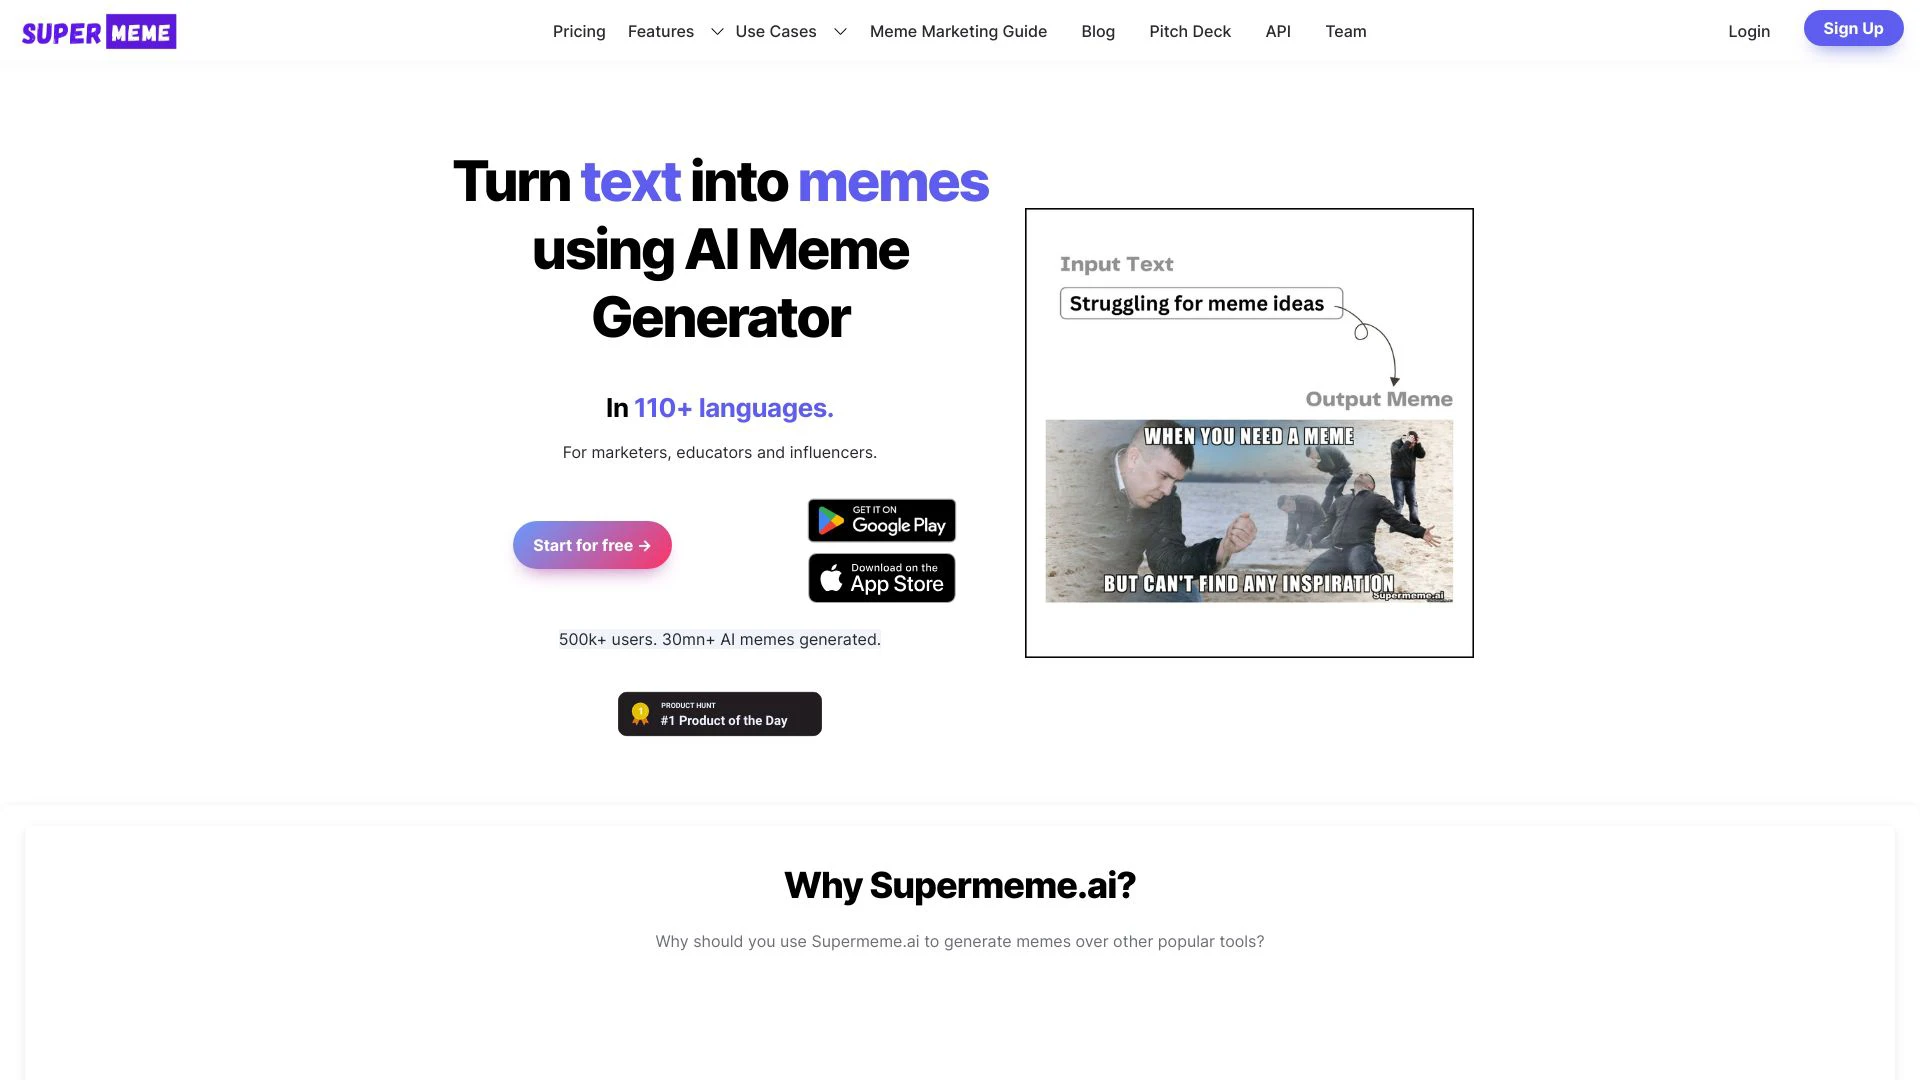 SUPER MEME
Pricing Features Use Cases Meme Marketing Guide Blog Pitch Deck API Team
Login Sign Up
Turn text into memes
using AI Meme
Generator
In 110+ languages.
For marketers, educators and influencers.
Start for free →
GET IT ON
Google Play
Download on the
App Store
500k+ users. 30mn+ AI memes generated.
1
PRODUCT HUNT
#1 Product of the Day
Input Text
Struggling for meme ideas
Output Meme
WHEN YOU NEED A MEME
BUT CAN'T FIND ANY INSPIRATION
Supermeme.ai
Why Supermeme.ai?
Why should you use Supermeme.ai to generate memes over other popular tools?